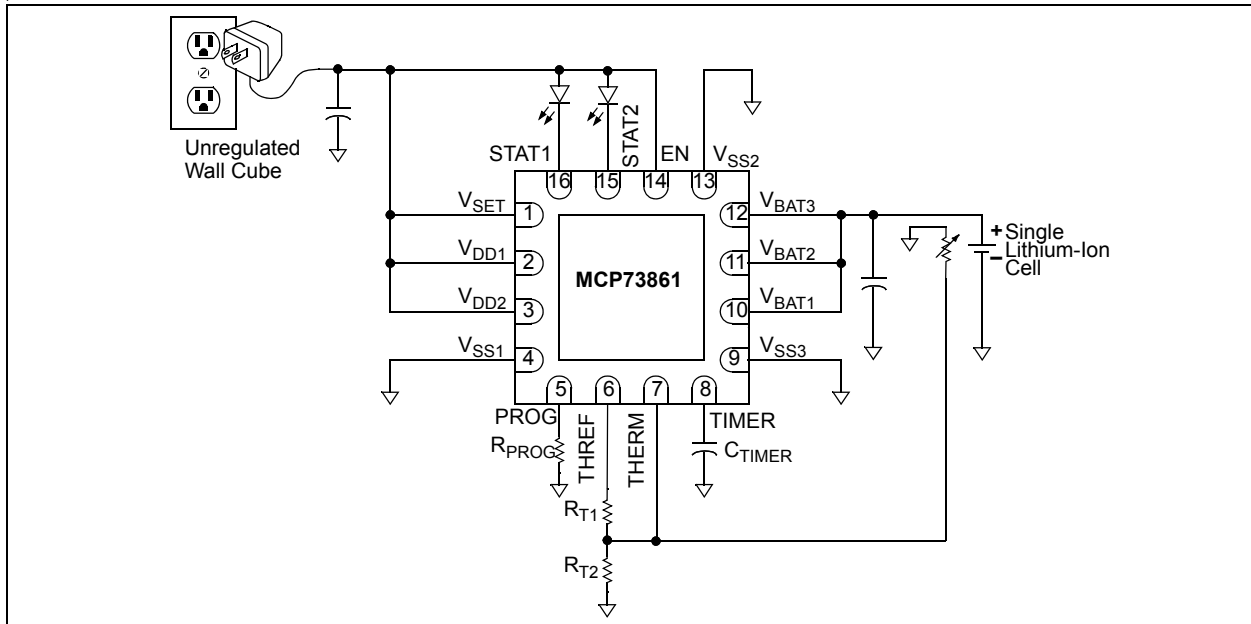 Unregulated
Wall Cube
STAT1
STAT2
EN
VSS2
16
15
14
13
VSET
1
VDD1
2
VDD2
3
VSS1
4
MCP73861
12
VBAT3
11
VBAT2
10
VBAT1
9
VSS3
+ Single
– Lithium-Ion
Cell
5
6
7
8
PROG
THREF
THERM
TIMER
RPROG
CTIMER
RT1
RT2